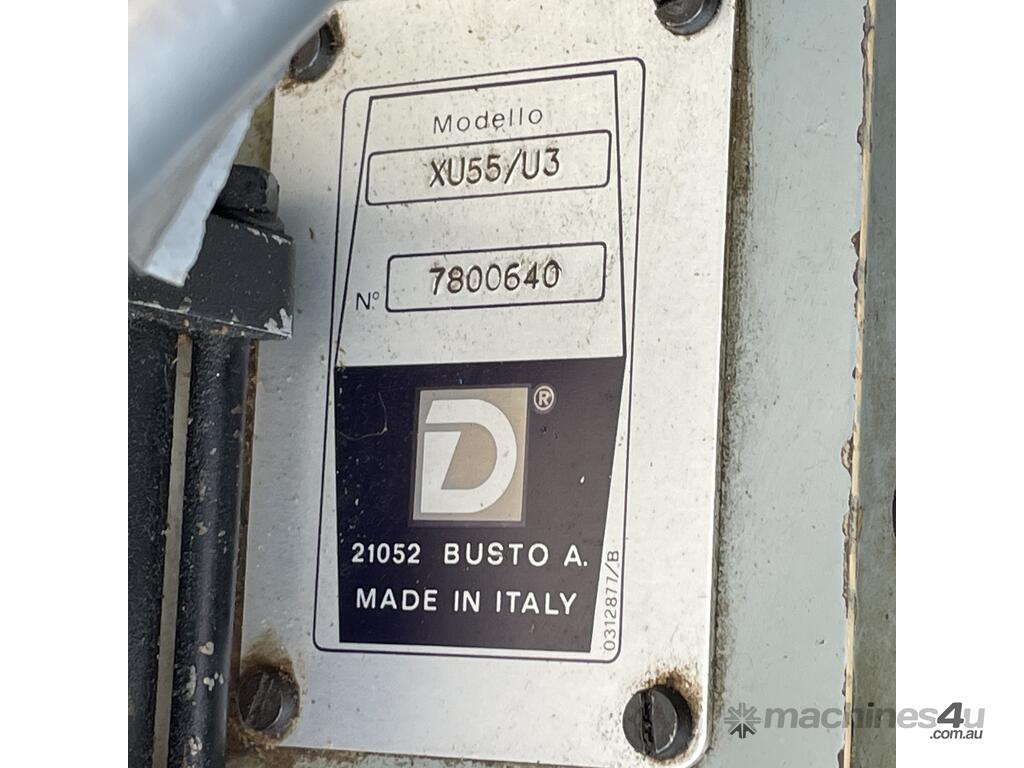 Modello
XU55/U3
N.° 7800640
D ®
21052 BUSTO A.
MADE IN ITALY
0312877/B
machines4u
.com.au